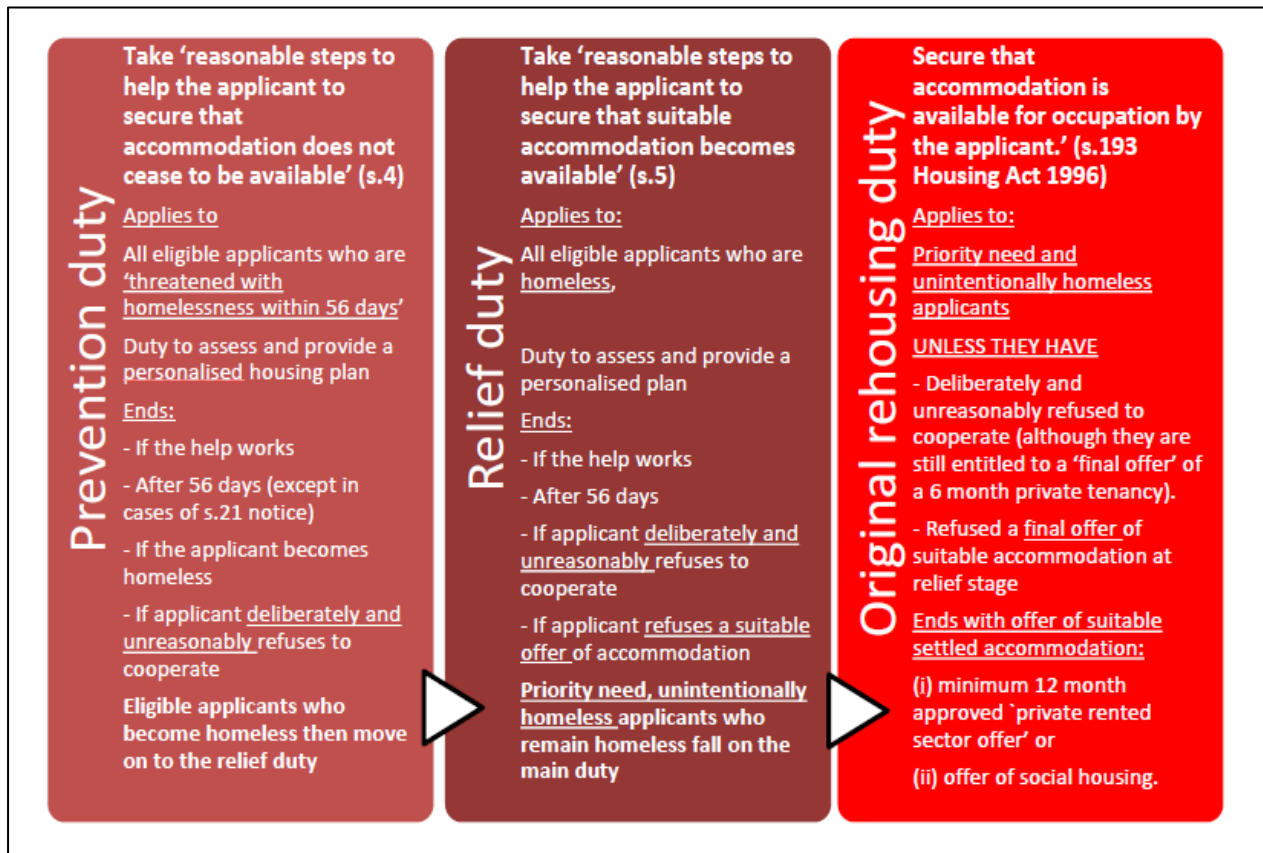 Prevention duty
Take ‘reasonable steps to
help the applicant to
secure that
accommodation does not
cease to be available’ (s.4)
Applies to
All eligible applicants who are
‘threatened with
homelessness within 56 days’
Duty to assess and provide a
personalised housing plan
Ends:
- If the help works
- After 56 days (except in
cases of s.21 notice)
- If the applicant becomes
homeless
- If applicant deliberately and
unreasonably refuses to
cooperate
Eligible applicants who
become homeless then move
on to the relief duty
Relief duty
Take ‘reasonable steps to
help the applicant to
secure that suitable
accommodation becomes
available’ (s.5)
Applies to:
All eligible applicants who are
homeless,
Duty to assess and provide a
personalised plan
Ends:
- If the help works
- After 56 days
- If applicant deliberately and
unreasonably refuses to
cooperate
- If applicant refuses a suitable
offer of accommodation
Priority need, unintentionally
homeless applicants who
remain homeless fall on the
main duty
Original rehousing duty
Secure that
accommodation is
available for occupation by
the applicant.’ (s.193
Housing Act 1996)
Applies to:
Priority need and
unintentionally homeless
applicants
UNLESS THEY HAVE
- Deliberately and
unreasonably refused to
cooperate (although they are
still entitled to a ‘final offer’ of
a 6 month private tenancy).
- Refused a final offer of
suitable accommodation at
relief stage
Ends with offer of suitable
settled accommodation:
(i) minimum 12 month
approved `private rented
sector offer’ or
(ii) offer of social housing.